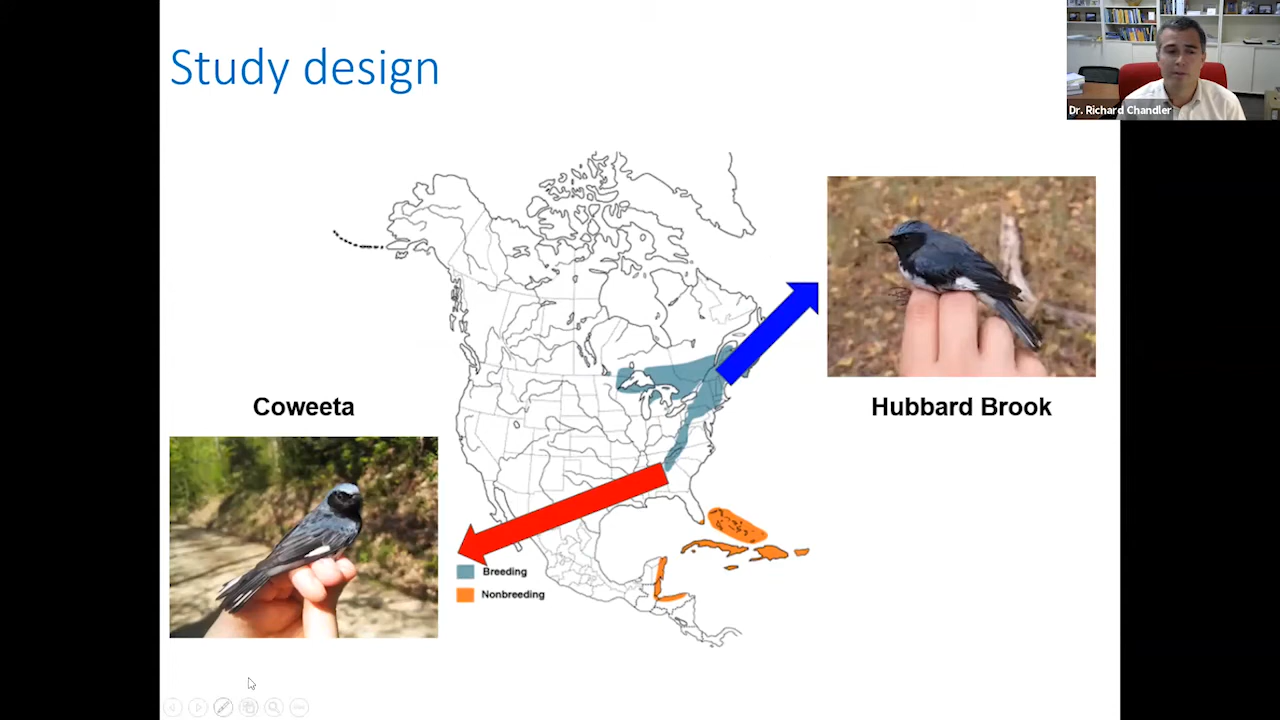 Study design
Dr. Richard Chandler
Coweeta
Hubbard Brook
Breeding
Nonbreeding